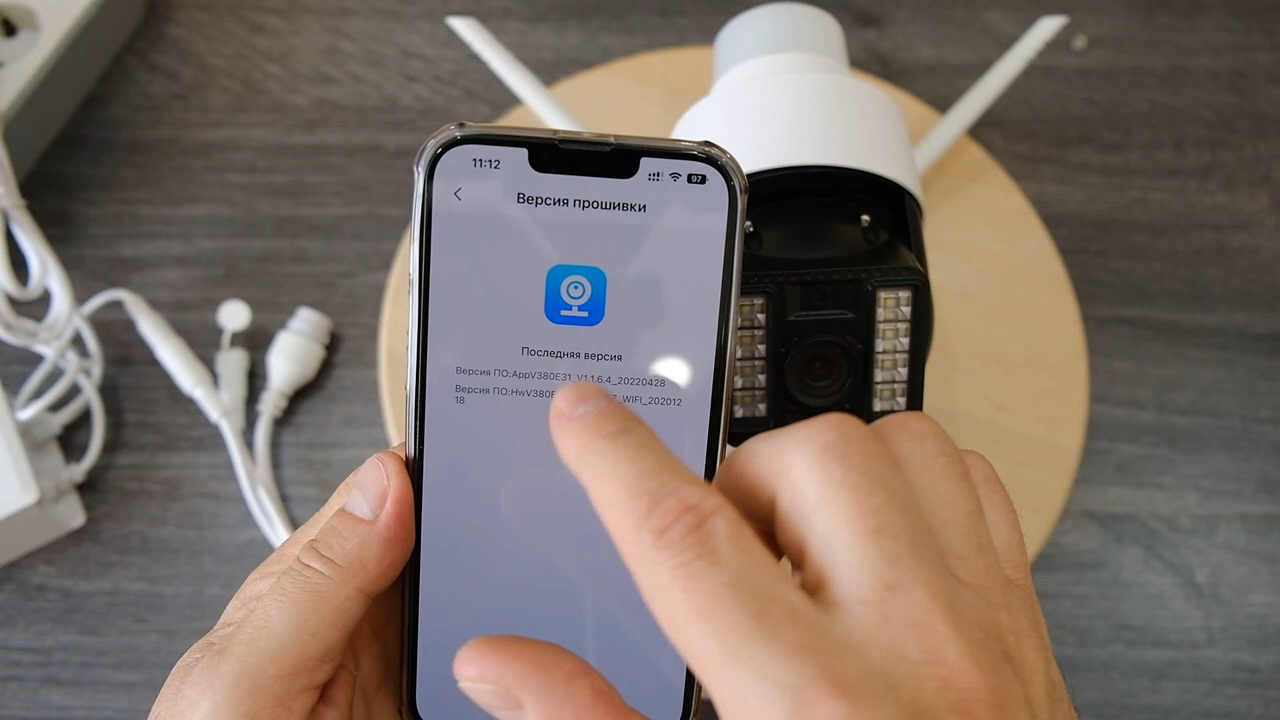 11:12
97
Версия прошивки
Последняя версия
Версия ПО:AppV380E31_V1.1.6.4_20220428
Версия ПО:HwV380E _WIFI_202012
18